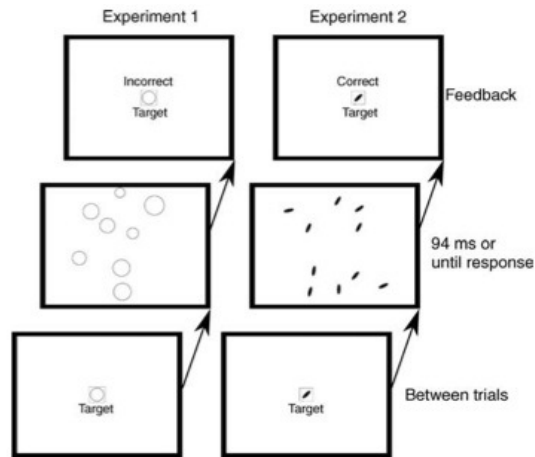 Experiment 1
Experiment 2
Incorrect
Target
Correct
Target
Feedback
94 ms or
until response
Target
Target
Between trials